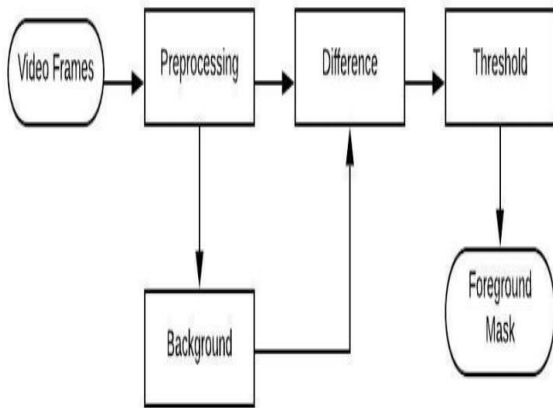 Video Frames
Preprocessing
Difference
Threshold
Background
Foreground
Mask